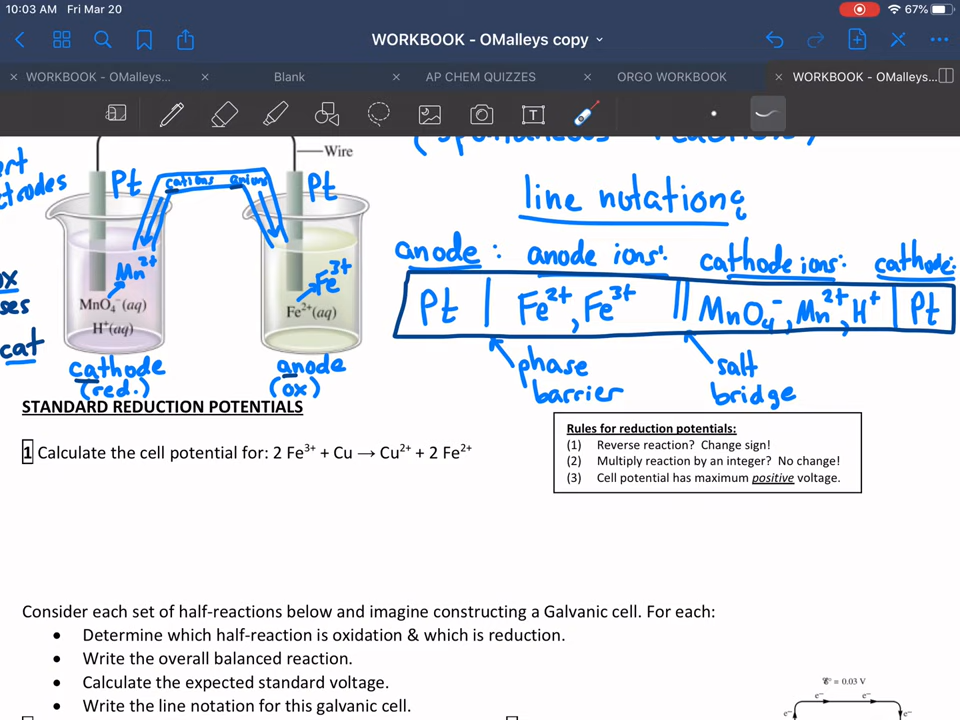 10:03 AM Fri Mar 20
67%
WORKBOOK - OMalleys copy
WORKBOOK - OMalleys...
Blank
AP CHEM QUIZZES
ORGO WORKBOOK
WORKBOOK - OMalleys...
T
(spontaneous reaction)
Wire
Pt
cations anions
Pt
line notation:
anode: anode ions: cathode ions: cathode:
Mn²⁺
Fe³⁺
Pt | Fe²⁺, Fe³⁺ || MnO₄⁻, Mn²⁺, H⁺ | Pt
MnO₄⁻(aq)
H⁺(aq)
Fe²⁺(aq)
cat
cathode
(red.)
anode
(ox)
phase
barrier
salt
bridge
STANDARD REDUCTION POTENTIALS
1 Calculate the cell potential for: 2 Fe³⁺ + Cu → Cu²⁺ + 2 Fe²⁺
Rules for reduction potentials:
(1) Reverse reaction? Change sign!
(2) Multiply reaction by an integer? No change!
(3) Cell potential has maximum positive voltage.
Consider each set of half-reactions below and imagine constructing a Galvanic cell. For each:
• Determine which half-reaction is oxidation & which is reduction.
• Write the overall balanced reaction.
• Calculate the expected standard voltage.
• Write the line notation for this galvanic cell.
ℰ° = 0.03 V
e⁻ e⁻
e⁻ e⁻